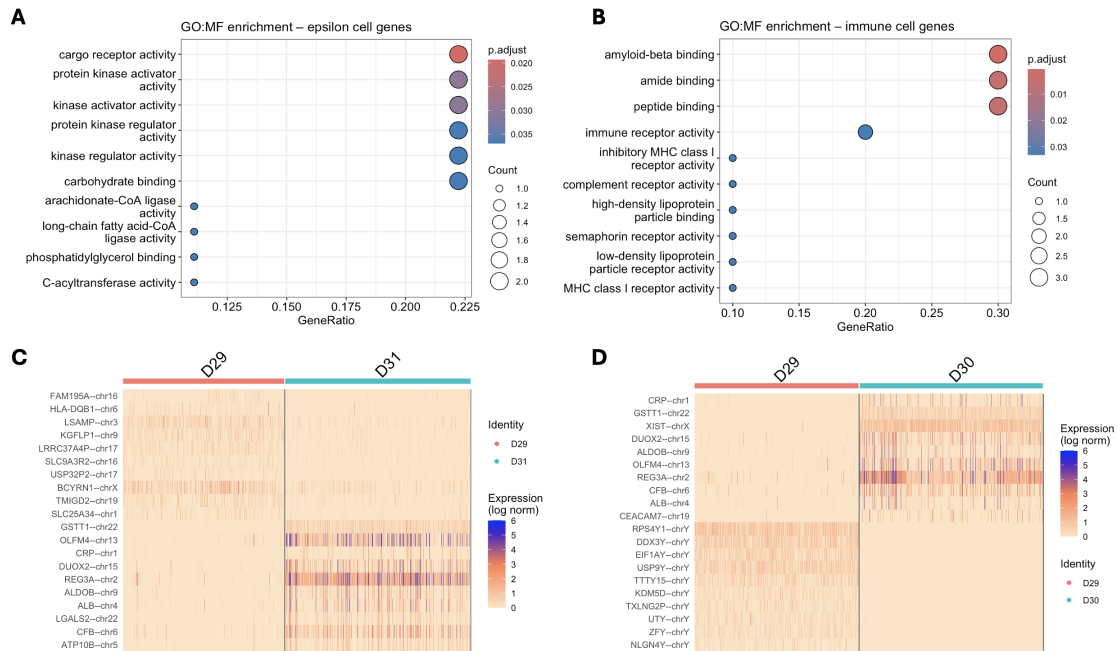 A
GO:MF enrichment – epsilon cell genes
cargo receptor activity
protein kinase activator
activity
kinase activator activity
protein kinase regulator
activity
kinase regulator activity
carbohydrate binding
arachidonate-CoA ligase
activity
long-chain fatty acid-CoA
ligase activity
phosphatidylglycerol binding
C-acyltransferase activity
0.125 0.150 0.175 0.200 0.225
GeneRatio
p.adjust
0.020
0.025
0.030
0.035
Count
1.0
1.2
1.4
1.6
1.8
2.0
B
GO:MF enrichment – immune cell genes
amyloid-beta binding
amide binding
peptide binding
immune receptor activity
inhibitory MHC class I
receptor activity
complement receptor activity
high-density lipoprotein
particle binding
semaphorin receptor activity
low-density lipoprotein
particle receptor activity
MHC class I receptor activity
0.10 0.15 0.20 0.25 0.30
GeneRatio
p.adjust
0.01
0.02
0.03
Count
1.0
1.5
2.0
2.5
3.0
C
D29 D31
FAM195A--chr16
HLA-DQB1--chr6
LSAMP--chr3
KGFLP1--chr9
LRRC37A4P--chr17
SLC9A3R2--chr16
USP32P2--chr17
BCYRN1--chrX
TMIGD2--chr19
SLC25A34--chr1
GSTT1--chr22
OLFM4--chr13
CRP--chr1
DUOX2--chr15
REG3A--chr2
ALDOB--chr9
ALB--chr4
LGALS2--chr22
CFB--chr6
ATP10B--chr5
Identity
D29
D31
Expression
(log norm)
6
5
4
3
2
1
0
D
D29 D30
CRP--chr1
GSTT1--chr22
XIST--chrX
DUOX2--chr15
ALDOB--chr9
OLFM4--chr13
REG3A--chr2
CFB--chr6
ALB--chr4
CEACAM7--chr19
RPS4Y1--chrY
DDX3Y--chrY
EIF1AY--chrY
USP9Y--chrY
TTTY15--chrY
KDM5D--chrY
TXLNG2P--chrY
UTY--chrY
ZFY--chrY
NLGN4Y--chrY
Expression
(log norm)
6
5
4
3
2
1
0
Identity
D29
D30